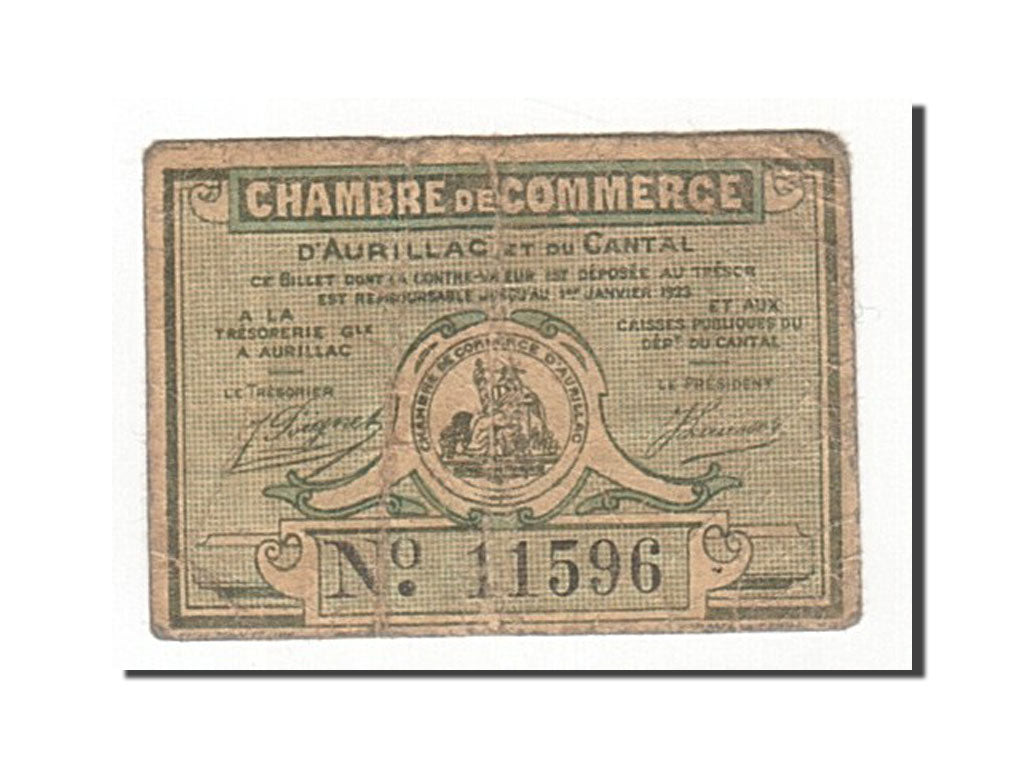 CHAMBRE DE COMMERCE
D'AURILLAC ET DU CANTAL
CE BILLET DONT LA CONTRE-VALEUR EST DÉPOSÉE AU TRÉSOR
EST REMBOURSABLE JUSQU'AU 1er JANVIER 1923
A LA
TRÉSORERIE GLE
A AURILLAC
ET AUX
CAISSES PUBLIQUES DU
DÉPT DU CANTAL
LE TRÉSORIER
LE PRÉSIDENT
CHAMBRE DE COMMERCE D'AURILLAC
No. 11596